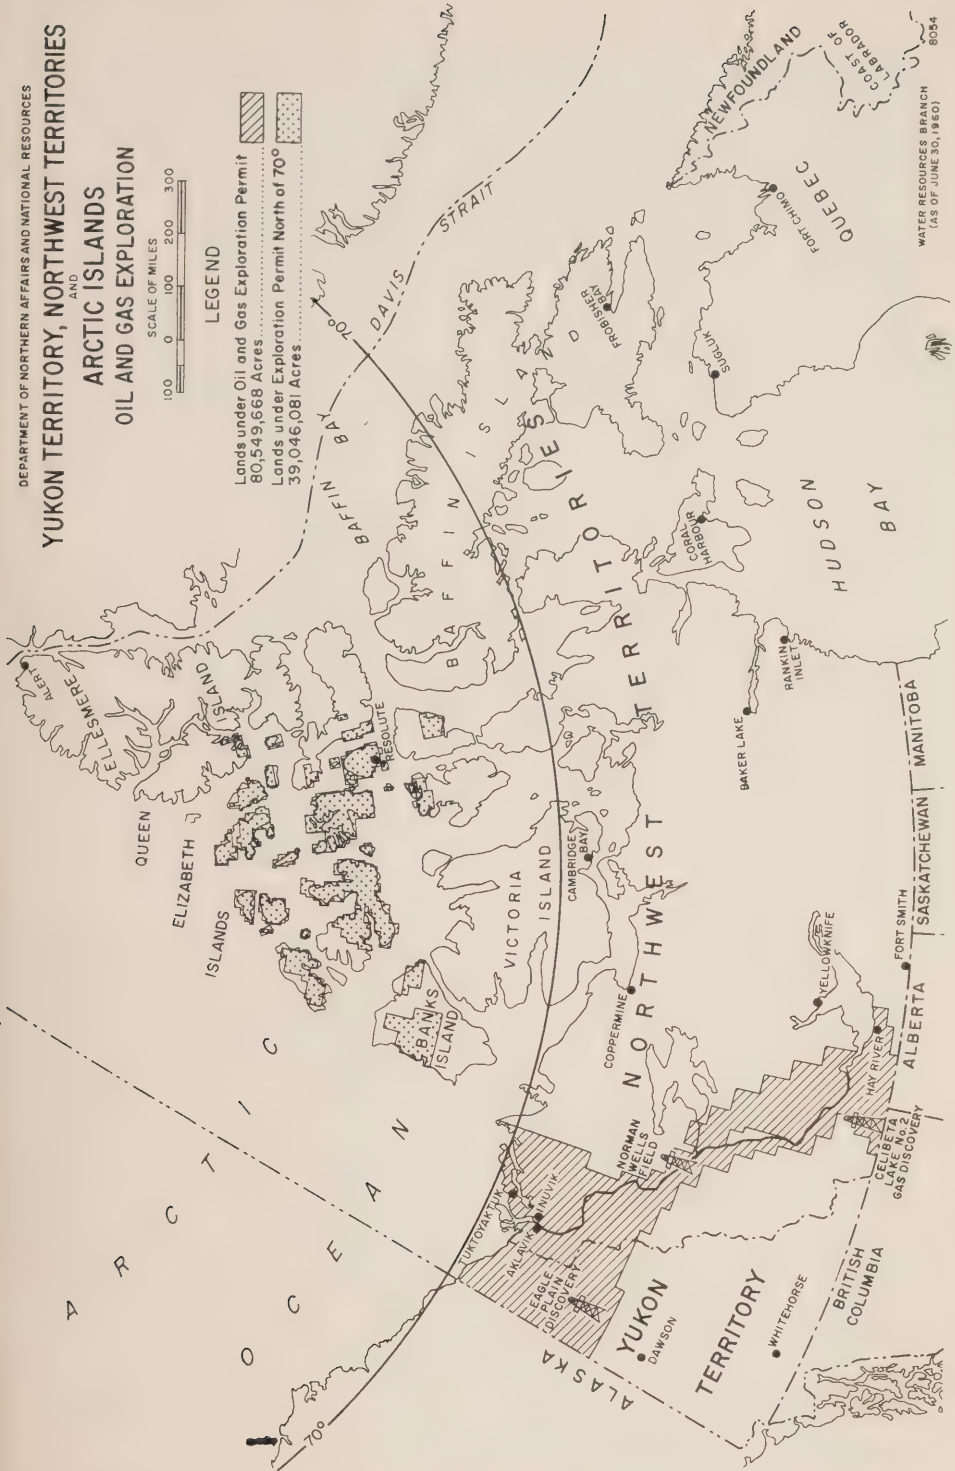 DEPARTMENT OF NORTHERN AFFAIRS AND NATIONAL RESOURCES
YUKON TERRITORY, NORTHWEST TERRITORIES
AND
ARCTIC ISLANDS
OIL AND GAS EXPLORATION
SCALE OF MILES
100 0 100 200 300
LEGEND
Lands under Oil and Gas Exploration Permit
80,549,668 Acres
Lands under Exploration Permit North of 70°
39,046,081 Acres
ARCTIC
OCEAN
ALERT
ELLESMERE
ISLAND
QUEEN
ELIZABETH
ISLANDS
RESOLUTE
BAFFIN BAY
DAVIS STRAIT
70°
BAFFIN ISL
BANKS
ISLAND
VICTORIA
ISLAND
CAMBRIDGE
BAY
NORTHWEST TERRITORIES
COPPERMINE
TUKTOYAKTUK
INUVIK
AKLAVIK
EAGLE
PLAIN
DISCOVERY
NORMAN
WELLS
FIELD
70°
ALASKA
YUKON
TERRITORY
DAWSON
WHITEHORSE
BRITISH
COLUMBIA
CELIBETA
LAKE No.2
GAS DISCOVERY
HAY RIVER
YELLOWKNIFE
FORT SMITH
ALBERTA
SASKATCHEWAN
MANITOBA
BAKER LAKE
RANKIN
INLET
CORAL
HARBOUR
HUDSON
BAY
FROBISHER
BAY
SUGLUK
FORT CHIMO
QUEBEC
NEWFOUNDLAND
COAST OF
LABRADOR
WATER RESOURCES BRANCH
(AS OF JUNE 30, 1960)
8054